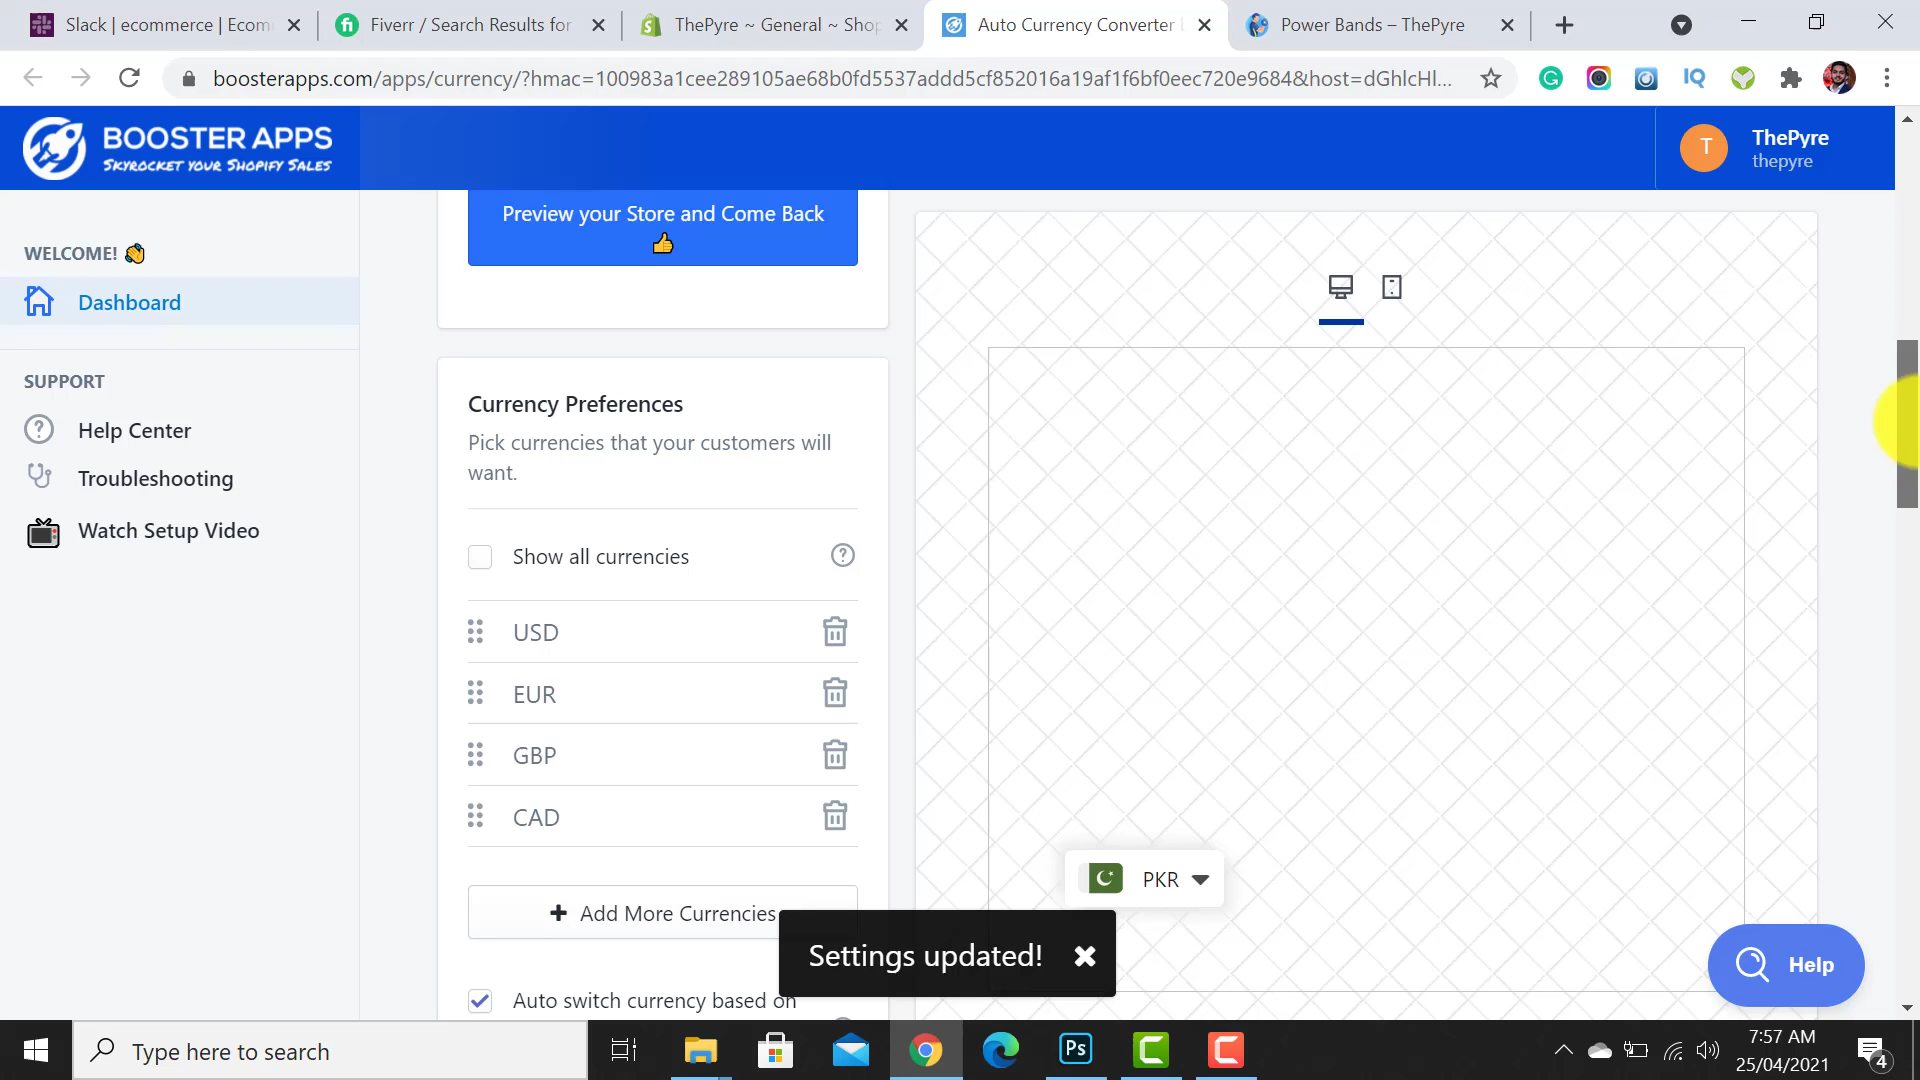 Slack | ecommerce | Ecom
Fiverr / Search Results for
ThePyre ~ General ~ Shop
Auto Currency Converter
Power Bands – ThePyre
boosterapps.com/apps/currency/?hmac=100983a1cee289105ae68b0fd5537addd5cf852016a19af1f6bf0eec720e9684&host=dGhlcHl...
IQ
BOOSTER APPS
SKYROCKET YOUR SHOPIFY SALES
T
ThePyre
thepyre
WELCOME!
Dashboard
SUPPORT
Help Center
Troubleshooting
Watch Setup Video
Preview your Store and Come Back
Currency Preferences
Pick currencies that your customers will
want.
Show all currencies
USD
EUR
GBP
CAD
+ Add More Currencies
Auto switch currency based on
PKR
Settings updated!
Help
Type here to search
Ps
7:57 AM
25/04/2021
4